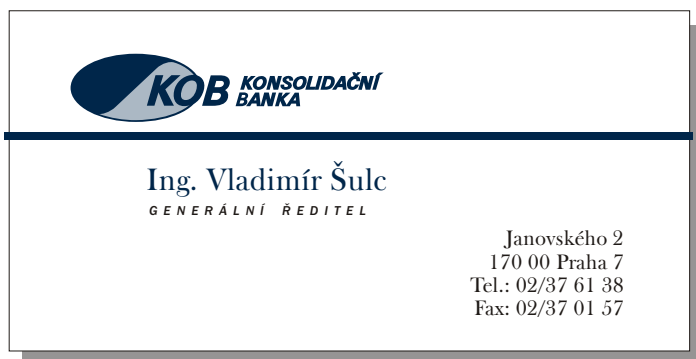 KOB KONSOLIDAČNÍ
BANKA
Ing. Vladimír Šulc
GENERÁLNÍ ŘEDITEL
Janovského 2
170 00 Praha 7
Tel.: 02/37 61 38
Fax: 02/37 01 57